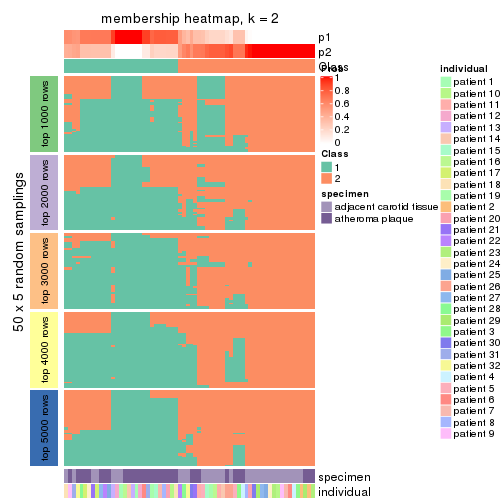 membership heatmap, k = 2
p1
p2
Class
Prob
1
0.8
0.6
0.4
0.2
0
Class
1
2
specimen
adjacent carotid tissue
atheroma plaque
individual
patient 1
patient 10
patient 11
patient 12
patient 13
patient 14
patient 15
patient 16
patient 17
patient 18
patient 19
patient 2
patient 20
patient 21
patient 22
patient 23
patient 24
patient 25
patient 26
patient 27
patient 28
patient 29
patient 3
patient 30
patient 31
patient 32
patient 4
patient 5
patient 6
patient 7
patient 8
patient 9
50 x 5 random samplings
top 1000 rows
top 2000 rows
top 3000 rows
top 4000 rows
top 5000 rows
specimen
individual